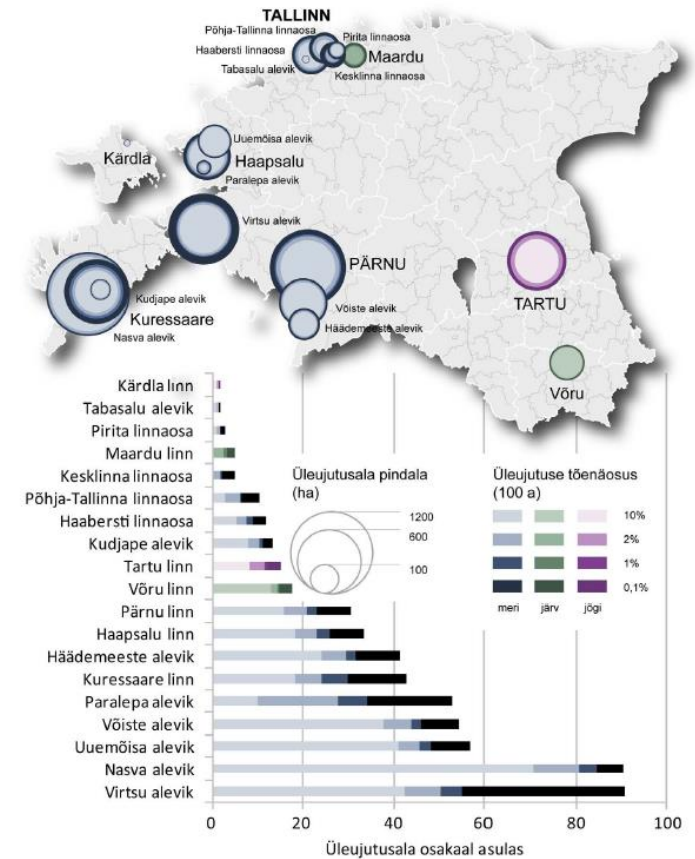 TALLINN
Põhja-Tallinna linnaosa
Pirita linnaosa
Haabersti linnaosa
Maardu
Tabasalu alevik
Kesklinna linnaosa
Uuemõisa alevik
Kärdla
Haapsalu
Paralepa alevik
Virtsu alevik
PÄRNU
TARTU
Kudjape alevik
Võiste alevik
Kuressaare
Häädemeeste alevik
Nasva alevik
Võru
Kärdla linn
Tabasalu alevik
Pirita linnaosa
Maardu linn
Kesklinna linnaosa
Põhja-Tallinna linnaosa
Haabersti linnaosa
Kudjape alevik
Tartu linn
Võru linn
Pärnu linn
Haapsalu linn
Häädemeeste alevik
Kuressaare linn
Paralepa alevik
Võiste alevik
Uuemõisa alevik
Nasva alevik
Virtsu alevik
Üleujutusala pindala
(ha)
1200
600
100
Üleujutuse tõenäosus
(100 a)
10%
2%
1%
0,1%
meri järv jõgi
0 20 40 60 80 100
Üleujutusala osakaal asulas